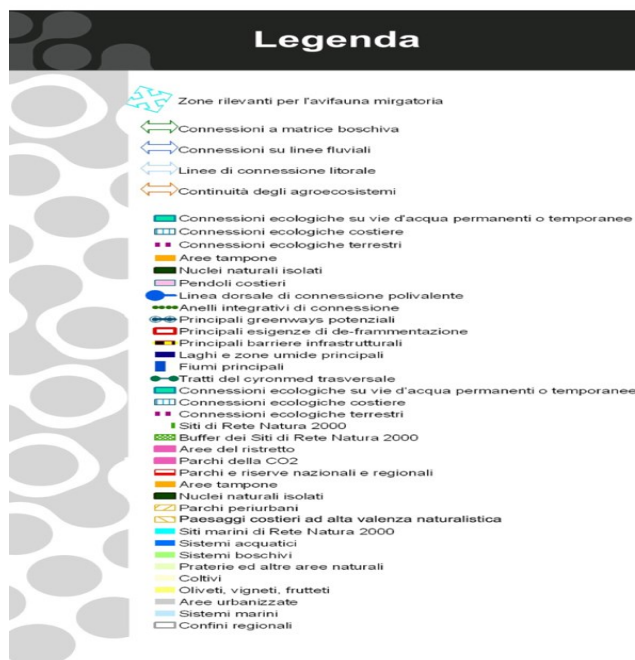 Legenda
Zone rilevanti per l'avifauna mirgatoria
Connessioni a matrice boschiva
Connessioni su linee fluviali
Linee di connessione litorale
Continuità degli agroecosistemi
Connessioni ecologiche su vie d'acqua permanenti o temporanee
Connessioni ecologiche costiere
Connessioni ecologiche terrestri
Aree tampone
Nuclei naturali isolati
Pendoli costieri
Linea dorsale di connessione polivalente
Anelli integrativi di connessione
Principali greenways potenziali
Principali esigenze di de-frammentazione
Principali barriere infrastrutturali
Laghi e zone umide principali
Fiumi principali
Tratti del cyronmed trasversale
Connessioni ecologiche su vie d'acqua permanenti o temporanee
Connessioni ecologiche costiere
Connessioni ecologiche terrestri
Siti di Rete Natura 2000
Buffer dei Siti di Rete Natura 2000
Aree del ristretto
Parchi della CO2
Parchi e riserve nazionali e regionali
Aree tampone
Nuclei naturali isolati
Parchi periurbani
Paesaggi costieri ad alta valenza naturalistica
Siti marini di Rete Natura 2000
Sistemi acquatici
Sistemi boschivi
Praterie ed altre aree naturali
Coltivi
Oliveti, vigneti, frutteti
Aree urbanizzate
Sistemi marini
Confini regionali